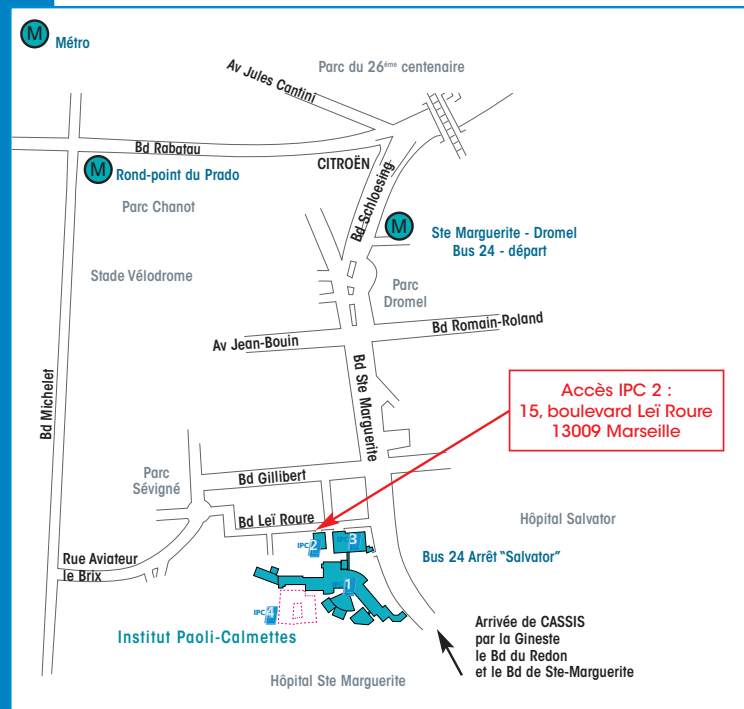 M Métro
Av Jules Cantini
Parc du 26ème centenaire
Bd Rabatau
CITROËN
M Rond-point du Prado
Bd Schloesing
Parc Chanot
M
Ste Marguerite - Dromel
Bus 24 - départ
Stade Vélodrome
Parc
Dromel
Bd Romain-Roland
Av Jean-Bouin
Bd Michelet
Bd Ste Marguerite
Accès IPC 2 :
15, boulevard Leï Roure
13009 Marseille
Parc
Sévigné
Bd Gillibert
Bd Leï Roure
Hôpital Salvator
IPC 2
IPC 3
Bus 24 Arrêt "Salvator"
Rue Aviateur
le Brix
IPC 1
IPC 4
Institut Paoli-Calmettes
Arrivée de CASSIS
par la Gineste
le Bd du Redon
et le Bd de Ste-Marguerite
Hôpital Ste Marguerite